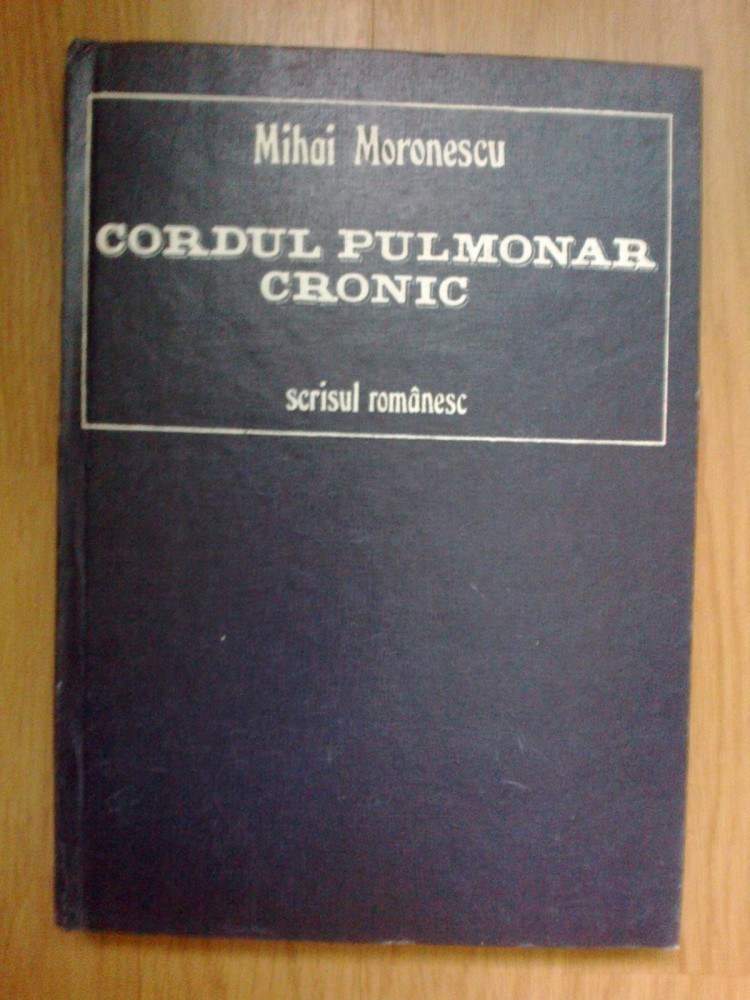 Mihai Moronescu
CORDUL PULMONAR
CRONIC
scrisul românesc